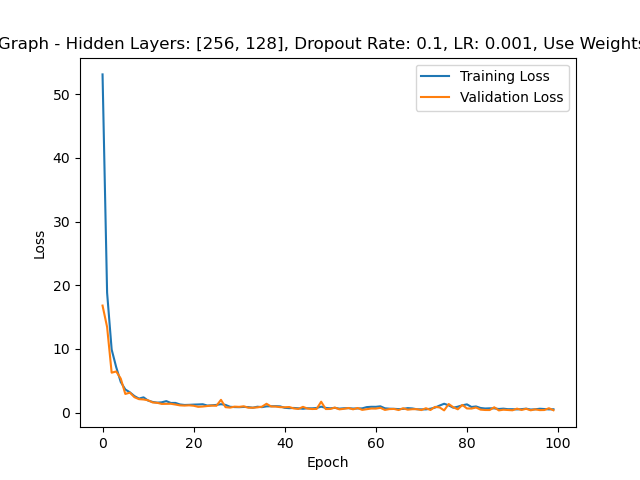 Graph - Hidden Layers: [256, 128], Dropout Rate: 0.1, LR: 0.001, Use Weights
Training Loss
Validation Loss
Loss
50
40
30
20
10
0
0 20 40 60 80 100
Epoch